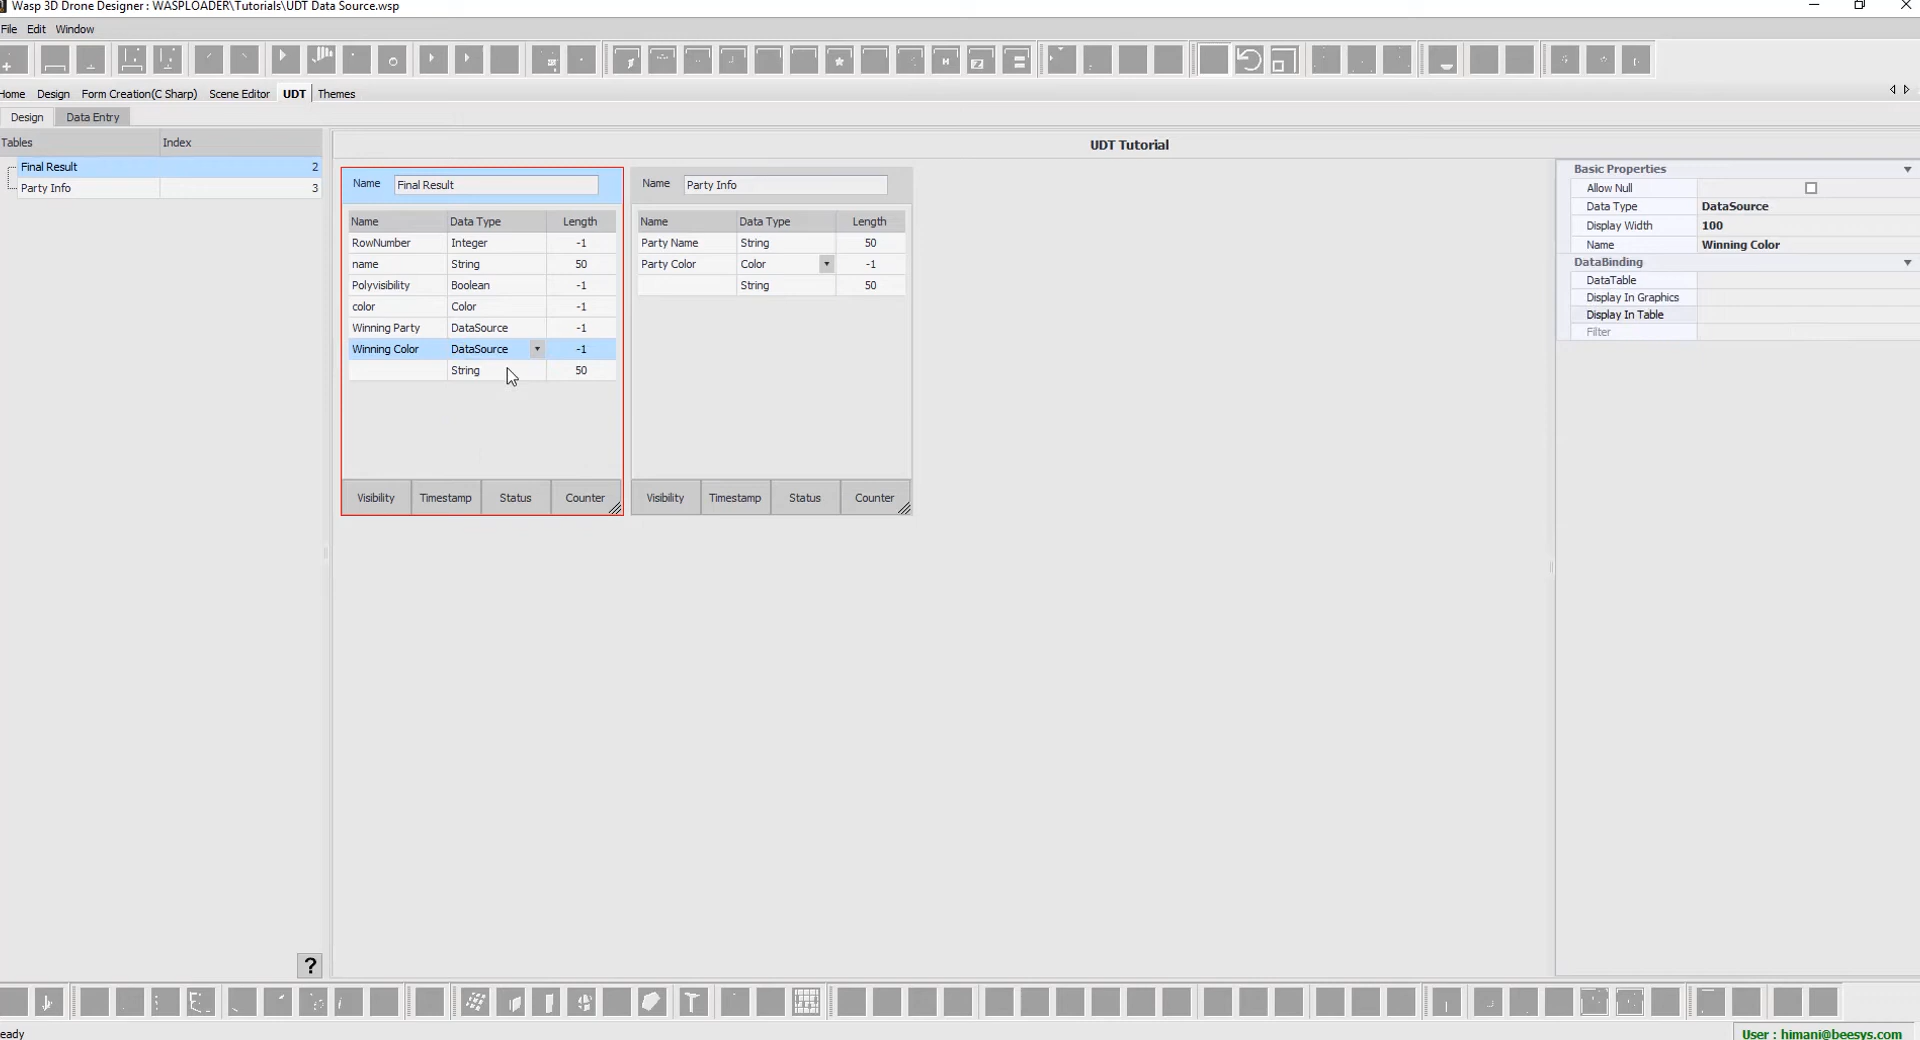 Wasp 3D Drone Designer : WASPLOADER\Tutorials\UDT Data Source.wsp
File Edit Window
Home Design Form Creation(C Sharp) Scene Editor UDT Themes
Design Data Entry
Tables Index
Final Result 2
Party Info 3
UDT Tutorial
Name Final Result
Name Data Type Length
RowNumber Integer -1
name String 50
Polyvisibility Boolean -1
color Color -1
Winning Party DataSource -1
Winning Color DataSource -1
String 50
Visibility Timestamp Status Counter
Name Party Info
Name Data Type Length
Party Name String 50
Party Color Color -1
String 50
Visibility Timestamp Status Counter
Basic Properties
Allow Null
Data Type DataSource
Display Width 100
Name Winning Color
DataBinding
DataTable
Display In Graphics
Display In Table
Filter
?
eady
User : himani@beesys.com